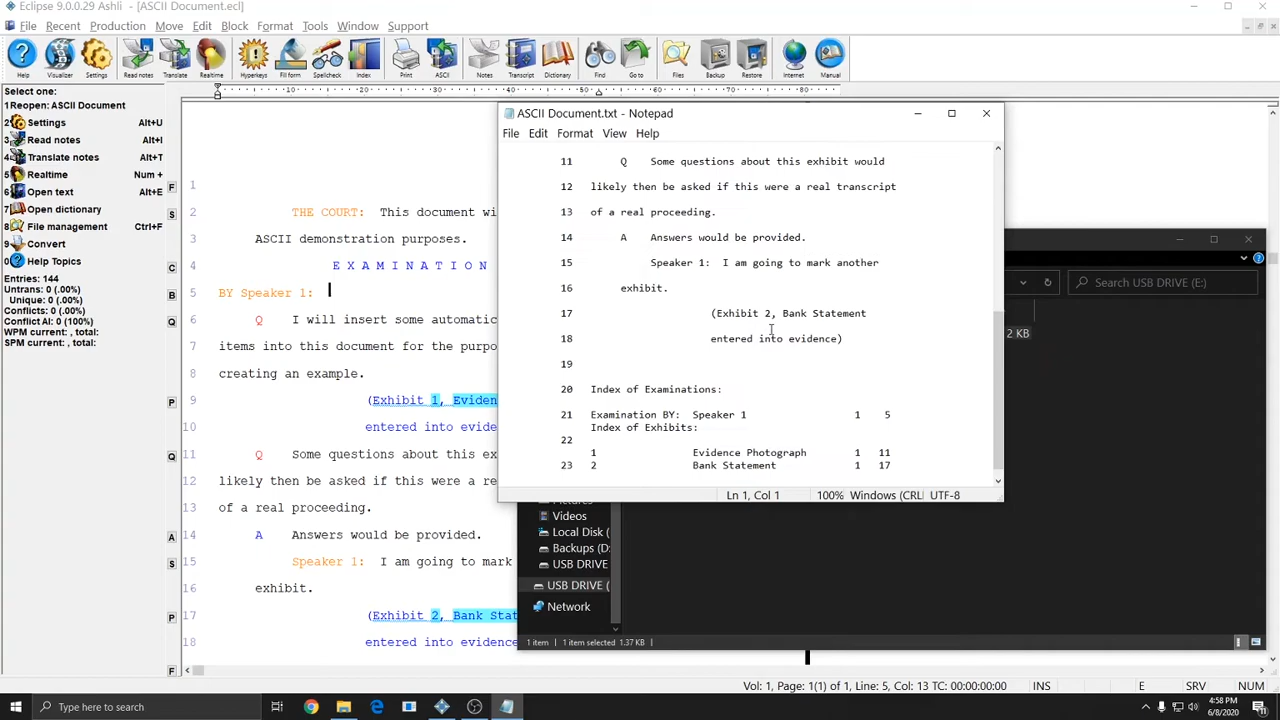 Eclipse 9.0.0.29 Ashli - [ASCII Document.ecl]
File Recent Production Move Edit Block Format Tools Window Support
Help Visualizer Settings Read notes Translate Realtime Hyperkeys Fill form Spellcheck Index Print ASCII Notes Transcript Dictionary Find Go to Files Backup Restore Internet Manual
Select one:
1Reopen: ASCII Document
2 Settings Alt+U
3 Read notes Alt+I
4 Translate notes Alt+T
5 Realtime Num +
6 Open text Alt+E
7 Open dictionary
8 File management Ctrl+F
9 Convert
0 Help Topics
Entries: 144
Untrans: 0 (.00%)
Unique: 0 (.00%)
Conflicts: 0 (.00%)
Conflict AI: 0 (100%)
WPM current: , total:
SPM current: , total:
10 20 30 40 50 60 70 80
F 1
S 2 THE COURT: This document wi
3 ASCII demonstration purposes.
C 4 E X A M I N A T I O N
B 5 BY Speaker 1:
Q 6 Q I will insert some automatic
7 items into this document for the purpo
8 creating an example.
P 9 (Exhibit 1, Eviden
10 entered into evide
Q 11 Q Some questions about this ex
12 likely then be asked if this were a re
13 of a real proceeding.
A 14 A Answers would be provided.
S 15 Speaker 1: I am going to mark
16 exhibit.
P 17 (Exhibit 2, Bank Stat
18 entered into evidence
F
ASCII Document.txt - Notepad
File Edit Format View Help
11 Q Some questions about this exhibit would
12 likely then be asked if this were a real transcript
13 of a real proceeding.
14 A Answers would be provided.
15 Speaker 1: I am going to mark another
16 exhibit.
17 (Exhibit 2, Bank Statement
18 entered into evidence)
19
20 Index of Examinations:
21 Examination BY: Speaker 1 1 5
Index of Exhibits:
22
1 Evidence Photograph 1 11
23 2 Bank Statement 1 17
Ln 1, Col 1 100% Windows (CRL UTF-8
Search USB DRIVE (E:)
2 KB
Pictures
Videos
Local Disk (
Backups (D:
USB DRIVE
USB DRIVE (
Network
1 item 1 item selected 1.37 KB
Vol: 1, Page: 1(1) of 1, Line: 5, Col: 13 TC: 00:00:00:00 INS E SRV NUM
Type here to search
4:58 PM
6/8/2020
11